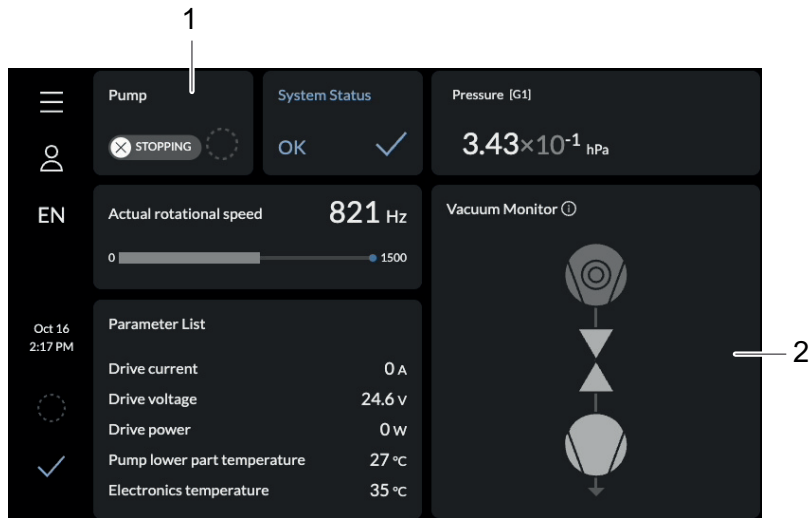 1
Pump
STOPPING
System Status
OK
Pressure [G1]
3.43×10⁻¹ hPa
EN
Actual rotational speed 821 Hz
0 1500
Vacuum Monitor
2
Oct 16
2:17 PM
Parameter List
Drive current 0 A
Drive voltage 24.6 V
Drive power 0 W
Pump lower part temperature 27 °C
Electronics temperature 35 °C